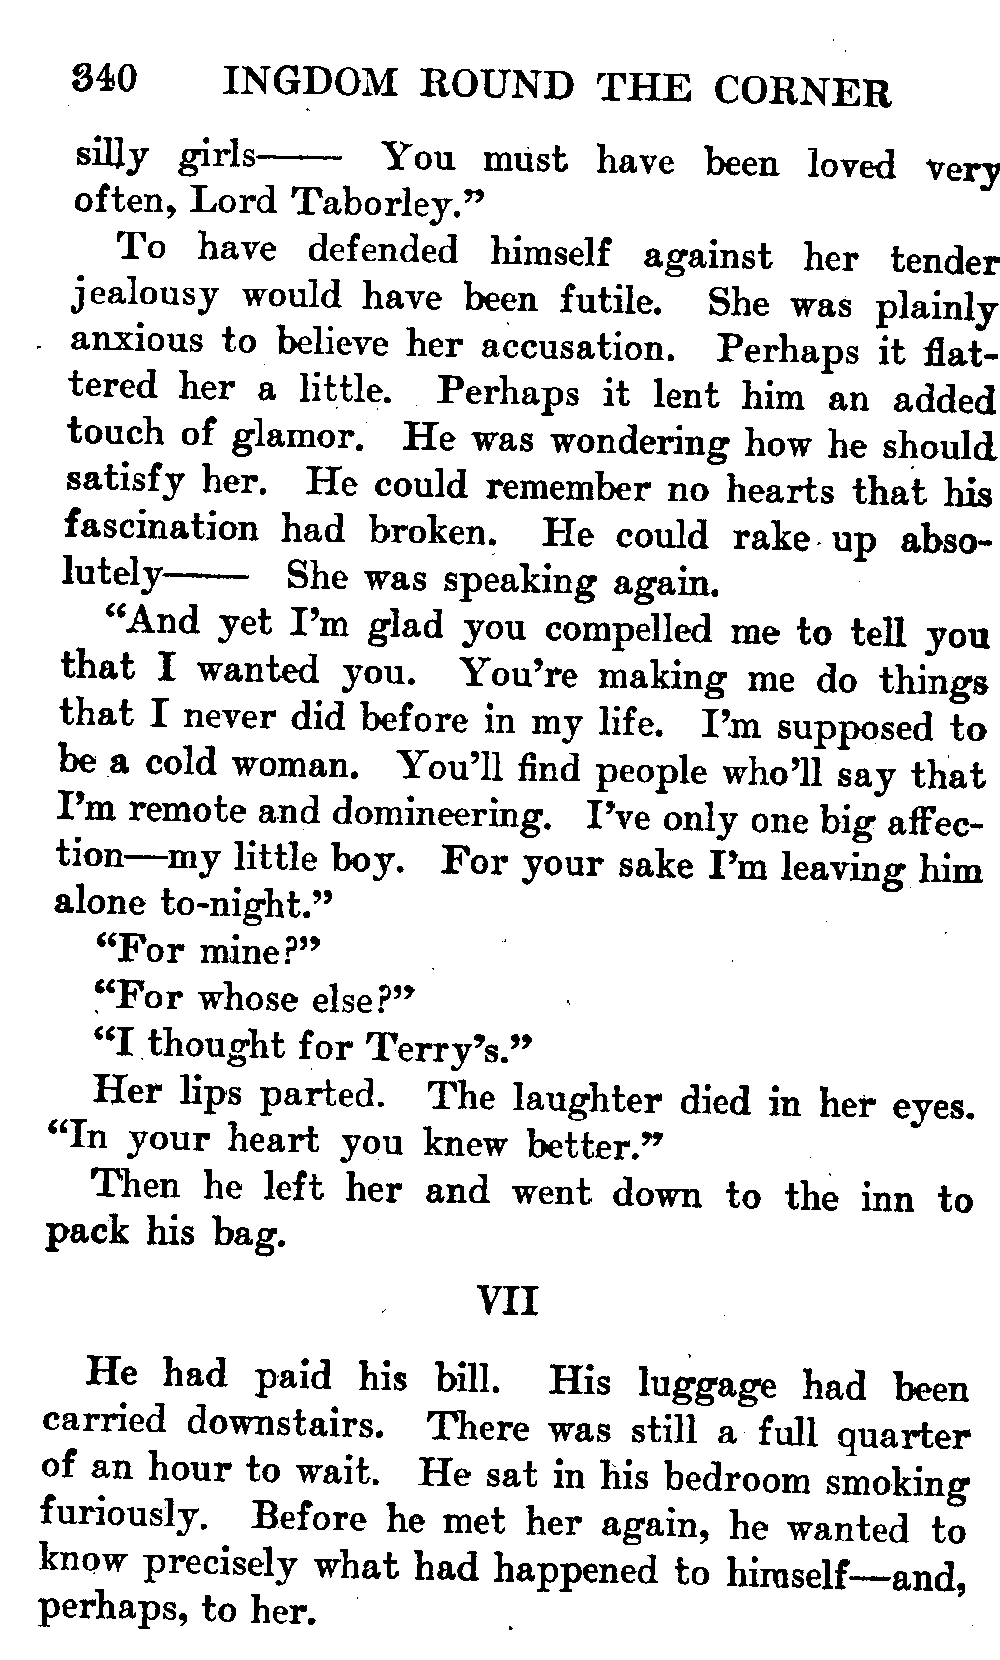 340 INGDOM ROUND THE CORNER
silly girls—— You must have been loved very
often, Lord Taborley.”
To have defended himself against her tender
jealousy would have been futile. She was plainly
anxious to believe her accusation. Perhaps it flat-
tered her a little. Perhaps it lent him an added
touch of glamor. He was wondering how he should
satisfy her. He could remember no hearts that his
fascination had broken. He could rake up abso-
lutely—— She was speaking again.
“And yet I’m glad you compelled me to tell you
that I wanted you. You’re making me do things
that I never did before in my life. I’m supposed to
be a cold woman. You’ll find people who’ll say that
I’m remote and domineering. I’ve only one big affec-
tion—my little boy. For your sake I’m leaving him
alone to-night.”
“For mine?”
“For whose else?”
“I thought for Terry’s.”
Her lips parted. The laughter died in her eyes.
“In your heart you knew better.”
Then he left her and went down to the inn to
pack his bag.
VII
He had paid his bill. His luggage had been
carried downstairs. There was still a full quarter
of an hour to wait. He sat in his bedroom smoking
furiously. Before he met her again, he wanted to
know precisely what had happened to himself—and,
perhaps, to her.